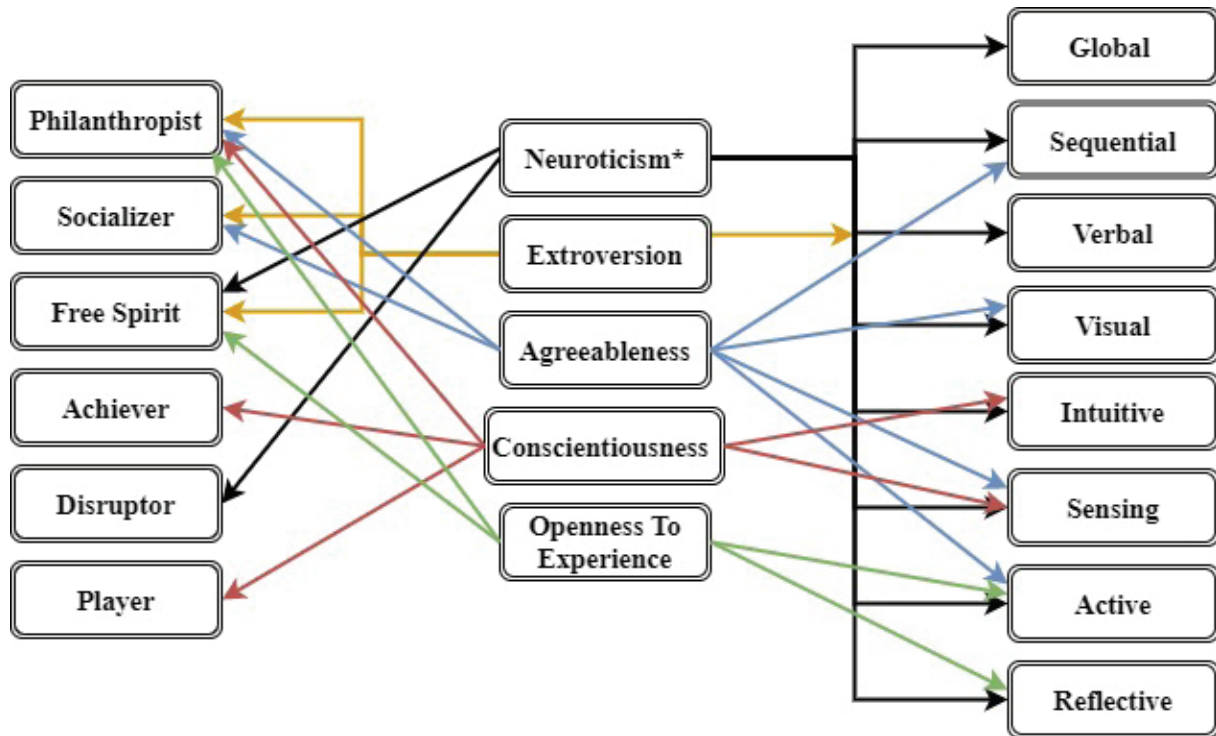 Philanthropist
Socializer
Free Spirit
Achiever
Disruptor
Player
Neuroticism*
Extroversion
Agreeableness
Conscientiousness
Openness To
Experience
Global
Sequential
Verbal
Visual
Intuitive
Sensing
Active
Reflective